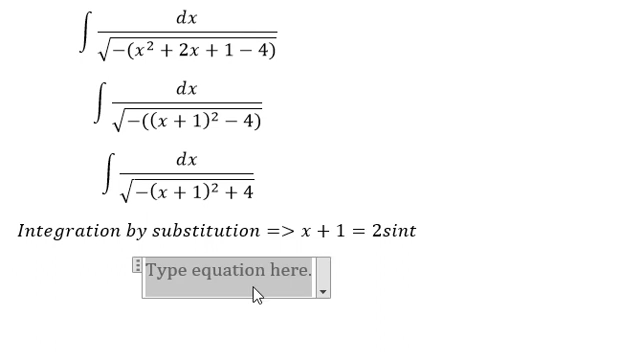 ∫ dx / √(−(x² + 2x + 1 − 4))
∫ dx / √(−((x + 1)² − 4))
∫ dx / √(−(x + 1)² + 4)
Integration by substitution => x + 1 = 2sint
Type equation here.